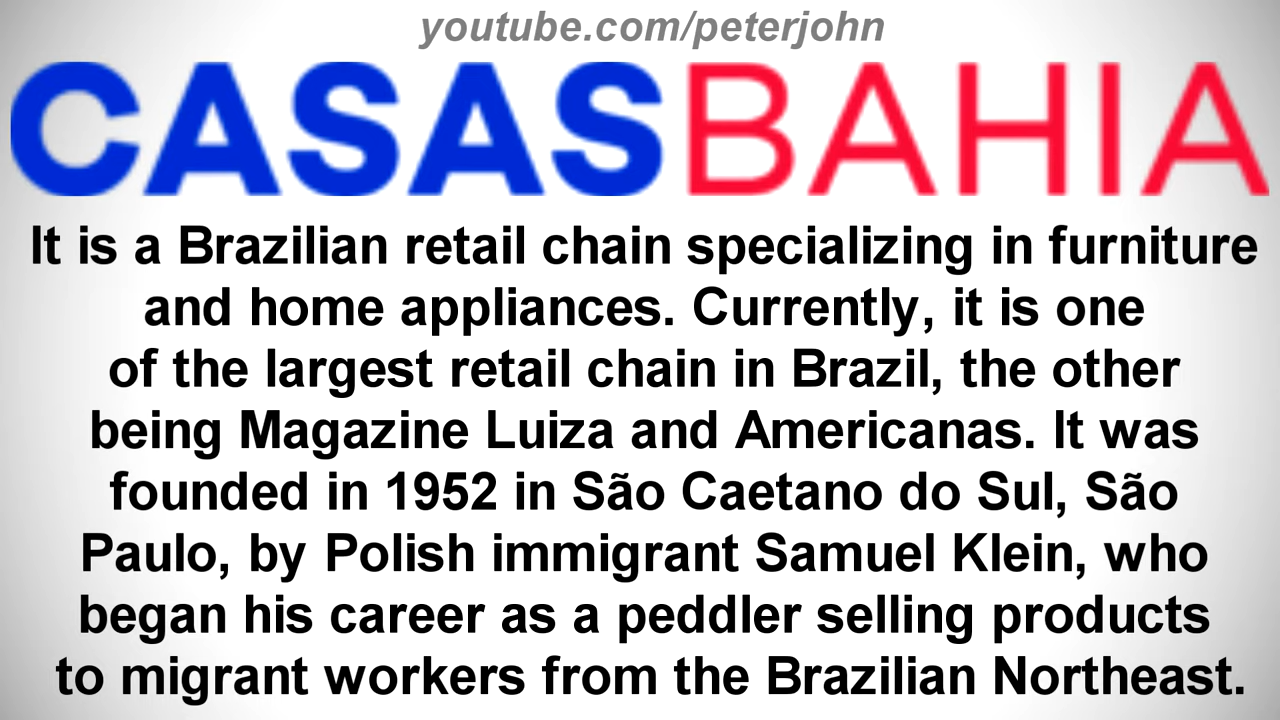 youtube.com/peterjohn
CASASBAHIA
It is a Brazilian retail chain specializing in furniture
and home appliances. Currently, it is one
of the largest retail chain in Brazil, the other
being Magazine Luiza and Americanas. It was
founded in 1952 in São Caetano do Sul, São
Paulo, by Polish immigrant Samuel Klein, who
began his career as a peddler selling products
to migrant workers from the Brazilian Northeast.